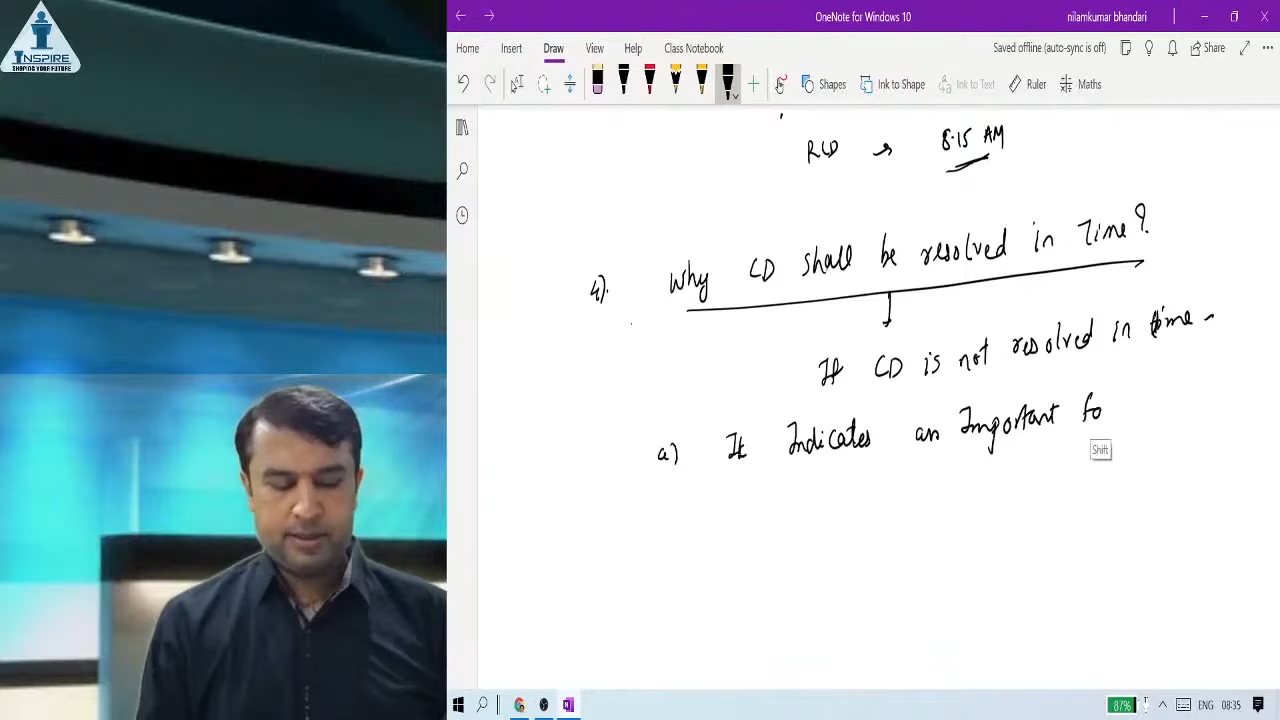 INSPIRE
SHAPING YOUR FUTURE
OneNote for Windows 10
nilamkumar bhandari
Home Insert Draw View Help Class Notebook
Saved offline (auto-sync is off)
Share
Shapes Ink to Shape Ink to Text Ruler Maths
RCD → 8.15 AM
4). Why CD shall be resolved in Time?
If CD is not resolved in time -
a) It Indicates an Important fo
Shift
87% ENG 08:35